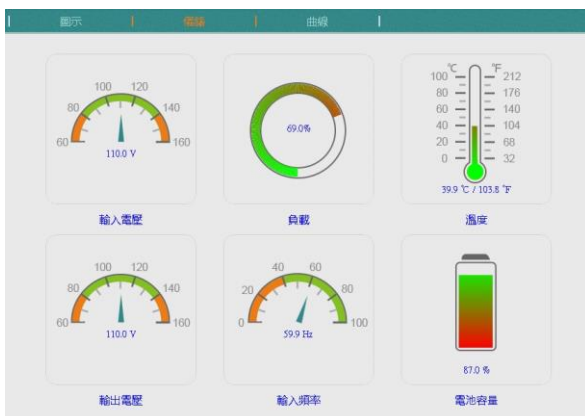 圖示 儀錶 曲線
60 80 100 120 140 160
110.0 V
輸入電壓
69.0%
負載
℃ ℉
100 212
80 176
60 140
40 104
20 68
0 32
39.9 ℃ / 103.8 ℉
溫度
60 80 100 120 140 160
110.0 V
輸出電壓
0 20 40 60 80 100
59.9 Hz
輸入頻率
87.0 %
電池容量